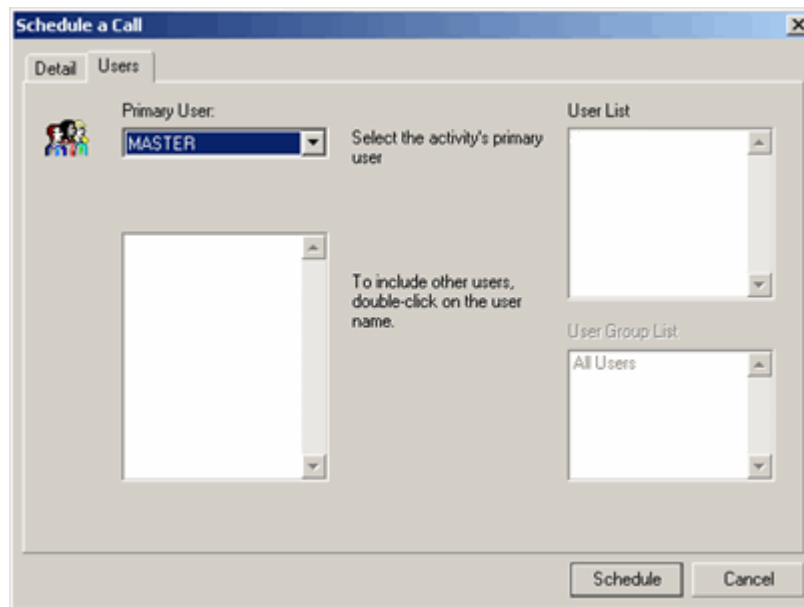 Schedule a Call
Detail
Users
Primary User:
MASTER
Select the activity's primary
user
User List
To include other users,
double-click on the user
name.
User Group List
All Users
Schedule
Cancel